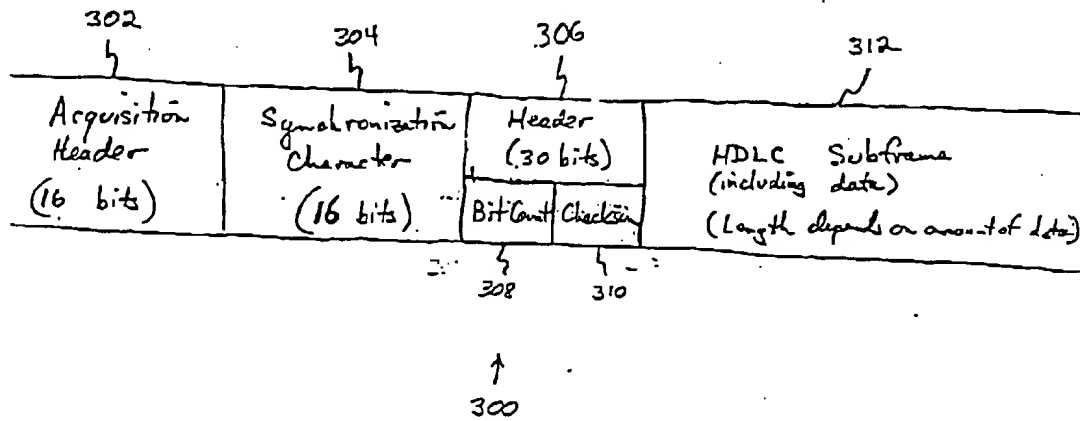 302
304
306
312
Acquisition
Header
(16 bits)
Synchronization
Character
(16 bits)
Header
(30 bits)
Bit Count
Checksum
HDLC Subframe
(including data)
(Length depends on amount of data)
308
310
300